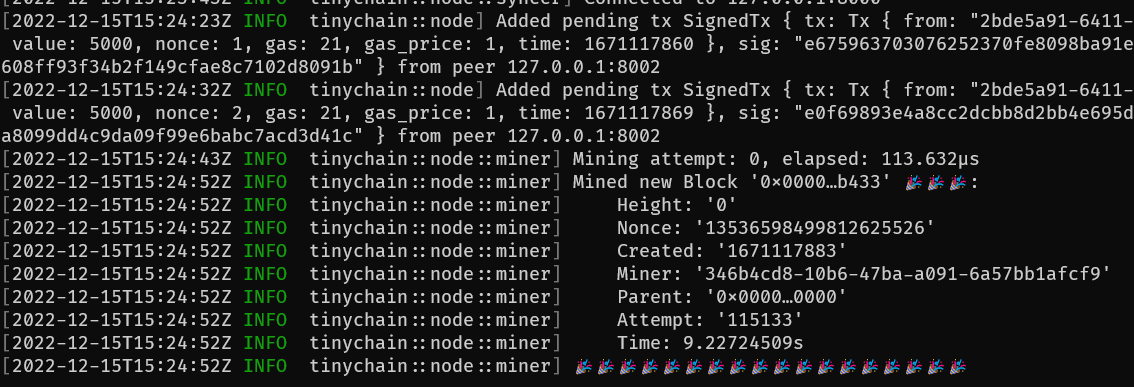 [2022-12-15T15:24:23Z INFO  tinychain::node] Added pending tx SignedTx { tx: Tx { from: "2bde5a91-6411-
value: 5000, nonce: 1, gas: 21, gas_price: 1, time: 1671117860 }, sig: "e675963703076252370fe8098ba91e
608ff93f34b2f149cfae8c7102d8091b" } from peer 127.0.0.1:8002
[2022-12-15T15:24:32Z INFO  tinychain::node] Added pending tx SignedTx { tx: Tx { from: "2bde5a91-6411-
value: 5000, nonce: 2, gas: 21, gas_price: 1, time: 1671117869 }, sig: "e0f69893e4a8cc2dcbb8d2bb4e695d
a8099dd4c9da09f99e6babc7acd3d41c" } from peer 127.0.0.1:8002
[2022-12-15T15:24:43Z INFO  tinychain::node::miner] Mining attempt: 0, elapsed: 113.632µs
[2022-12-15T15:24:52Z INFO  tinychain::node::miner] Mined new Block '0x0000…b433' 🎉🎉🎉:
[2022-12-15T15:24:52Z INFO  tinychain::node::miner]     Height: '0'
[2022-12-15T15:24:52Z INFO  tinychain::node::miner]     Nonce: '13536598499812625526'
[2022-12-15T15:24:52Z INFO  tinychain::node::miner]     Created: '1671117883'
[2022-12-15T15:24:52Z INFO  tinychain::node::miner]     Miner: '346b4cd8-10b6-47ba-a091-6a57bb1afcf9'
[2022-12-15T15:24:52Z INFO  tinychain::node::miner]     Parent: '0x0000…0000'
[2022-12-15T15:24:52Z INFO  tinychain::node::miner]     Attempt: '115133'
[2022-12-15T15:24:52Z INFO  tinychain::node::miner]     Time: 9.22724509s
[2022-12-15T15:24:52Z INFO  tinychain::node::miner] 🎉🎉🎉🎉🎉🎉🎉🎉🎉🎉🎉🎉🎉🎉🎉🎉🎉🎉